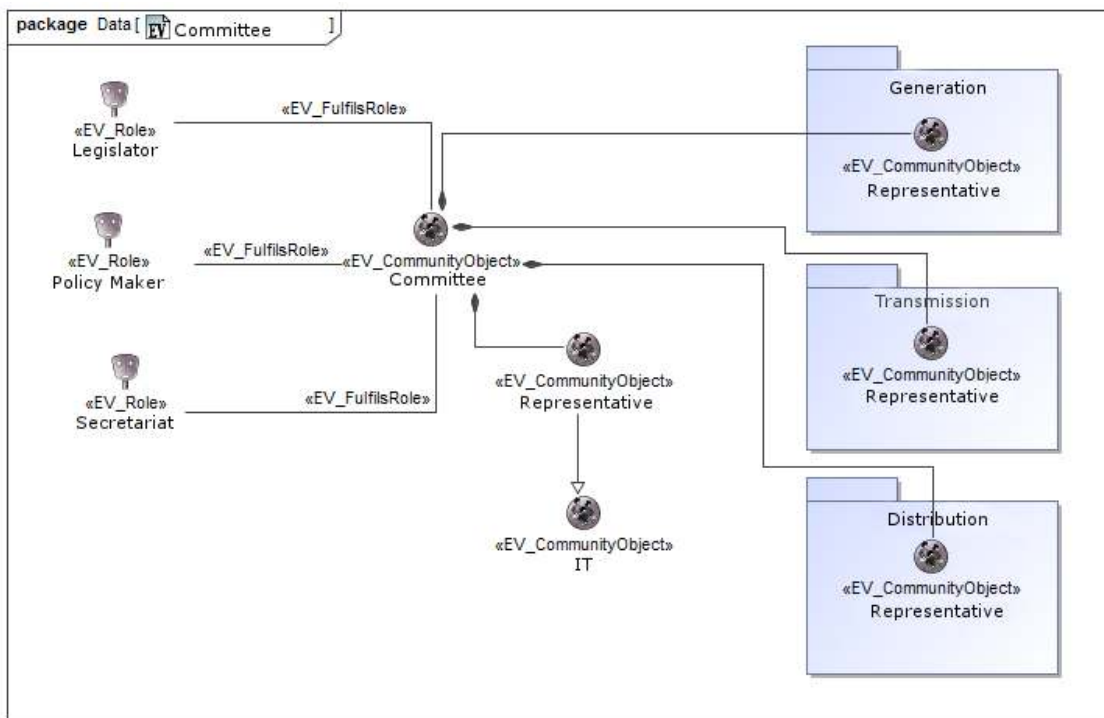 package Data [ EV Committee ]
«EV_Role»
Legislator
«EV_FulfilsRole»
«EV_Role»
Policy Maker
«EV_FulfilsRole»
«EV_Role»
Secretariat
«EV_FulfilsRole»
«EV_CommunityObject»
Committee
«EV_CommunityObject»
Representative
«EV_CommunityObject»
IT
Generation
«EV_CommunityObject»
Representative
Transmission
«EV_CommunityObject»
Representative
Distribution
«EV_CommunityObject»
Representative